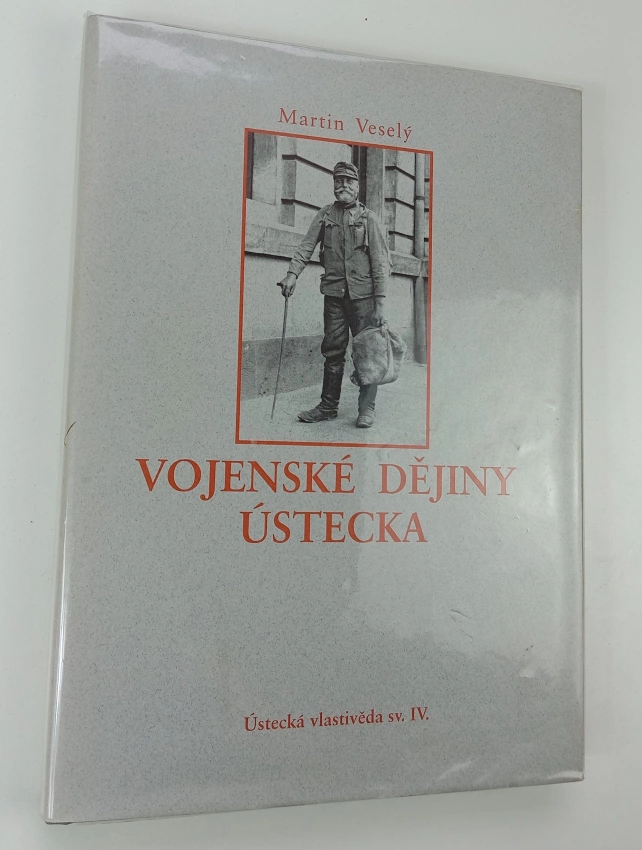 Martin Veselý
VOJENSKÉ DĚJINY
ÚSTECKA
Ústecká vlastivěda sv. IV.